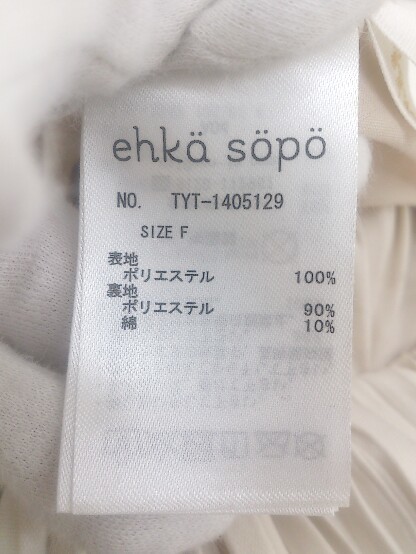 ehkä söpö
NO. TYT-1405129
SIZE F
表地
ポリエステル 100%
裏地
ポリエステル 90%
綿 10%